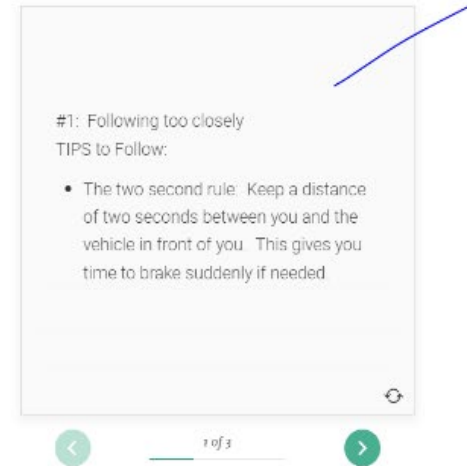 #1: Following too closely
TIPS to Follow:
• The two second rule: Keep a distance
of two seconds between you and the
vehicle in front of you. This gives you
time to brake suddenly if needed.
1 of 3